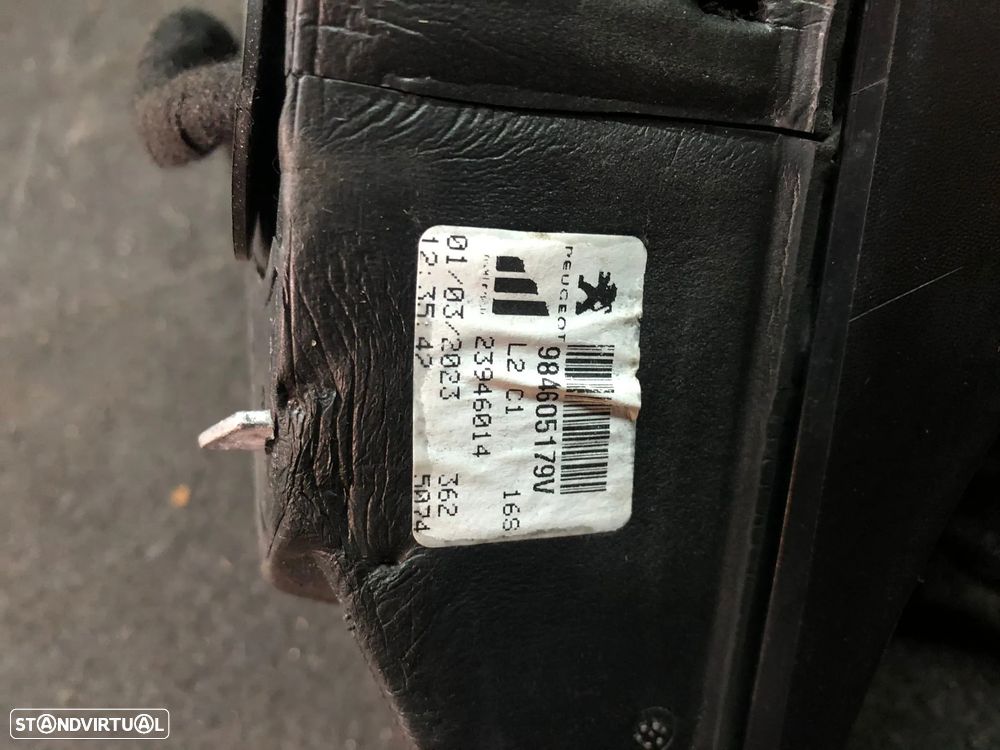 PEUGEOT
984605179V
L2 C1 16S
23946014
01/03/2023 362
12:35:42 5074
STANDVIRTUAL